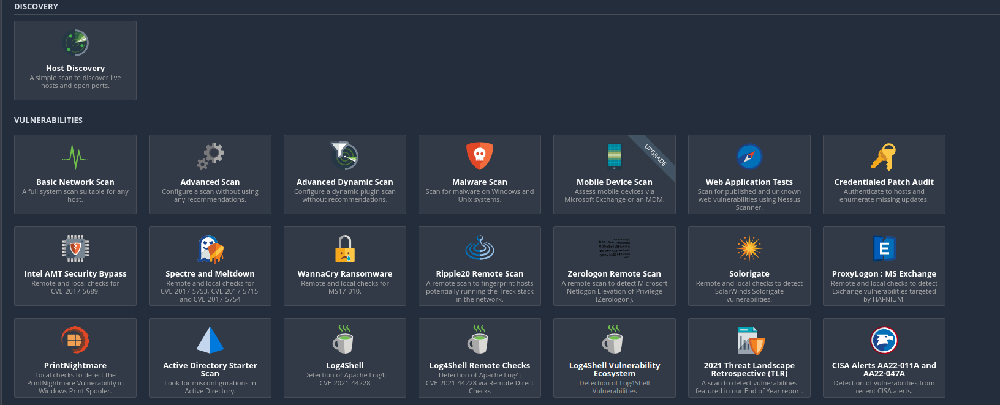 DISCOVERY
Host Discovery
A simple scan to discover live
hosts and open ports.
VULNERABILITIES
Basic Network Scan
A full system scan suitable for any
host.
Advanced Scan
Configure a scan without using
any recommendations.
Advanced Dynamic Scan
Configure a dynamic plugin scan
without recommendations.
Malware Scan
Scan for malware on Windows and
Unix systems.
UPGRADE
Mobile Device Scan
Assess mobile devices via
Microsoft Exchange or an MDM.
Web Application Tests
Scan for published and unknown
web vulnerabilities using Nessus
Scanner.
Credentialed Patch Audit
Authenticate to hosts and
enumerate missing updates.
Intel AMT Security Bypass
Remote and local checks for
CVE-2017-5689.
Spectre and Meltdown
Remote and local checks for
CVE-2017-5753, CVE-2017-5715,
and CVE-2017-5754
WannaCry Ransomware
Remote and local checks for
MS17-010.
Ripple20 Remote Scan
A remote scan to fingerprint hosts
potentially running the Treck stack
in the network.
Zerologon Remote Scan
A remote scan to detect Microsoft
Netlogon Elevation of Privilege
(Zerologon).
Solorigate
Remote and local checks to detect
SolarWinds Solorigate
vulnerabilities.
E
ProxyLogon : MS Exchange
Remote and local checks to detect
Exchange vulnerabilities targeted
by HAFNIUM.
PrintNightmare
Local checks to detect the
PrintNightmare Vulnerability in
Windows Print Spooler.
Active Directory Starter
Scan
Look for misconfigurations in
Active Directory.
Log4Shell
Detection of Apache Log4j
CVE-2021-44228
Log4Shell Remote Checks
Detection of Apache Log4j
CVE-2021-44228 via Remote Direct
Checks
Log4Shell Vulnerability
Ecosystem
Detection of Log4Shell
Vulnerabilities
2021 Threat Landscape
Retrospective (TLR)
A scan to detect vulnerabilities
featured in our End of Year report.
CISA Alerts AA22-011A and
AA22-047A
Detection of vulnerabilities from
recent CISA alerts.